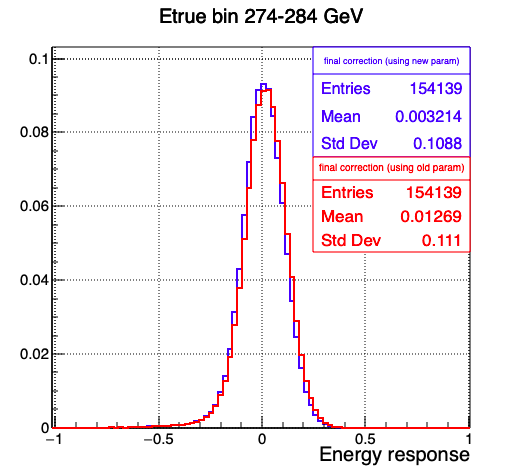 Etrue bin 274-284 GeV
final correction (using new param)
Entries 154139
Mean 0.003214
Std Dev 0.1088
final correction (using old param)
Entries 154139
Mean 0.01269
Std Dev 0.111
0.1
0.08
0.06
0.04
0.02
0
−1 −0.5 0 0.5 1
Energy response